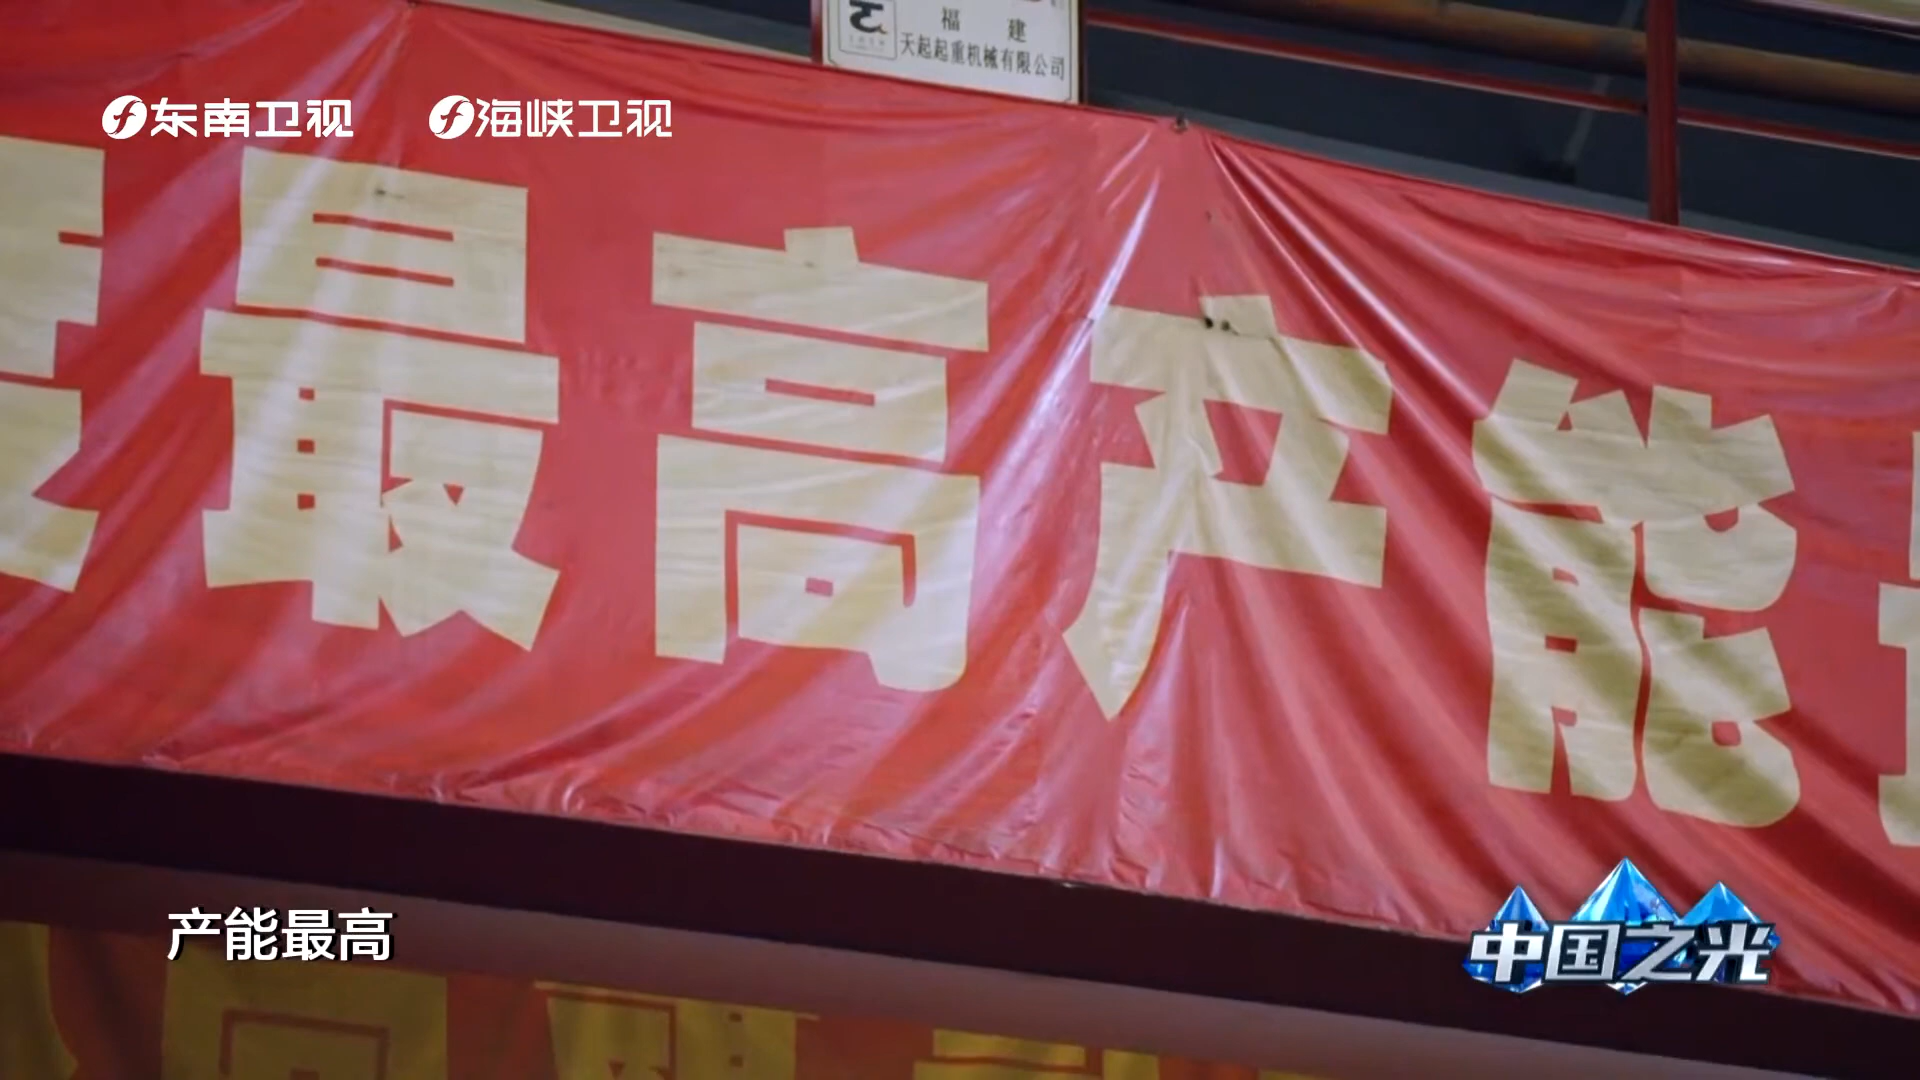 福 建
天起起重机械有限公司
东南卫视 海峡卫视
最高产能
产能最高
中国之光